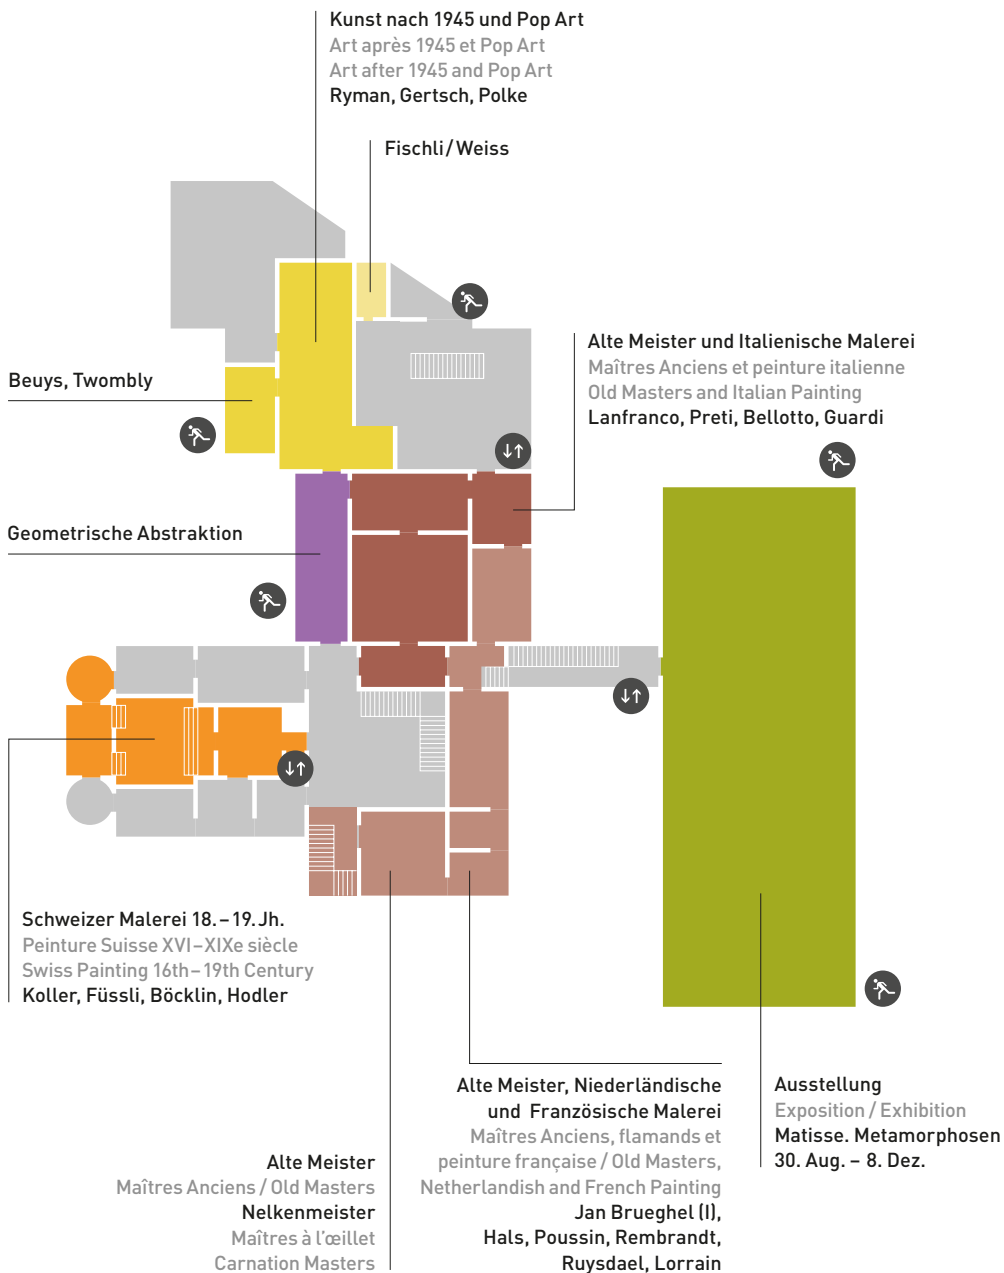 Kunst nach 1945 und Pop Art
Art après 1945 et Pop Art
Art after 1945 and Pop Art
Ryman, Gertsch, Polke
Fischli/Weiss
Alte Meister und Italienische Malerei
Maîtres Anciens et peinture italienne
Old Masters and Italian Painting
Lanfranco, Preti, Bellotto, Guardi
Beuys, Twombly
Geometrische Abstraktion
Schweizer Malerei 18.–19.Jh.
Peinture Suisse XVI–XIXe siècle
Swiss Painting 16th–19th Century
Koller, Füssli, Böcklin, Hodler
Alte Meister
Maîtres Anciens / Old Masters
Nelkenmeister
Maîtres à l’œillet
Carnation Masters
Alte Meister, Niederländische
und Französische Malerei
Maîtres Anciens, flamands et
peinture française / Old Masters,
Netherlandish and French Painting
Jan Brueghel (I),
Hals, Poussin, Rembrandt,
Ruysdael, Lorrain
Ausstellung
Exposition / Exhibition
Matisse. Metamorphosen
30. Aug. – 8. Dez.